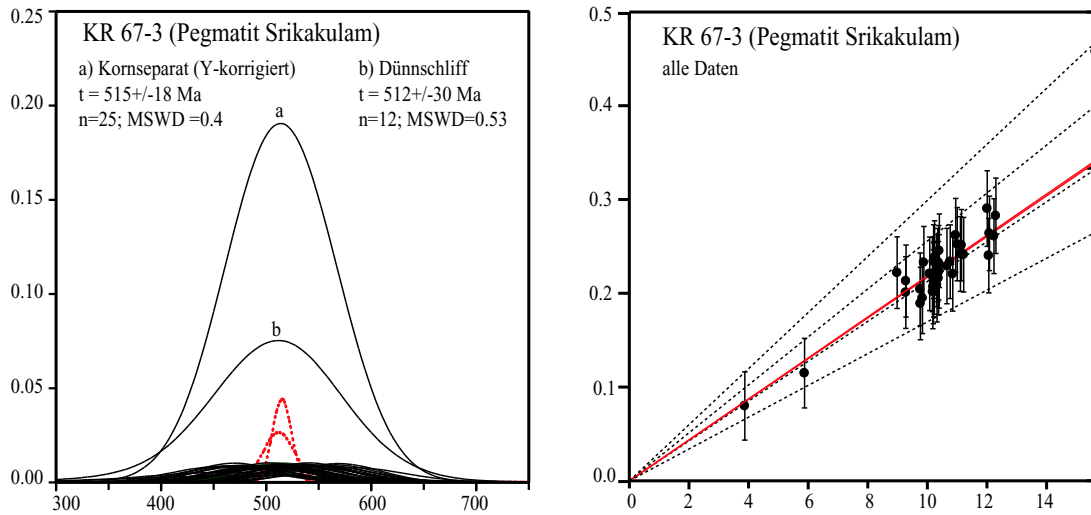 KR 67-3 (Pegmatit Srikakulam)
a) Kornseparat (Y-korrigiert)
t = 515+/-18 Ma
n=25; MSWD =0.4
b) Dünnschliff
t = 512+/-30 Ma
n=12; MSWD=0.53
a
b
0.25
0.20
0.15
0.10
0.05
0.00
300
400
500
600
700
KR 67-3 (Pegmatit Srikakulam)
alle Daten
0.5
0.4
0.3
0.2
0.1
0.0
0
2
4
6
8
10
12
14